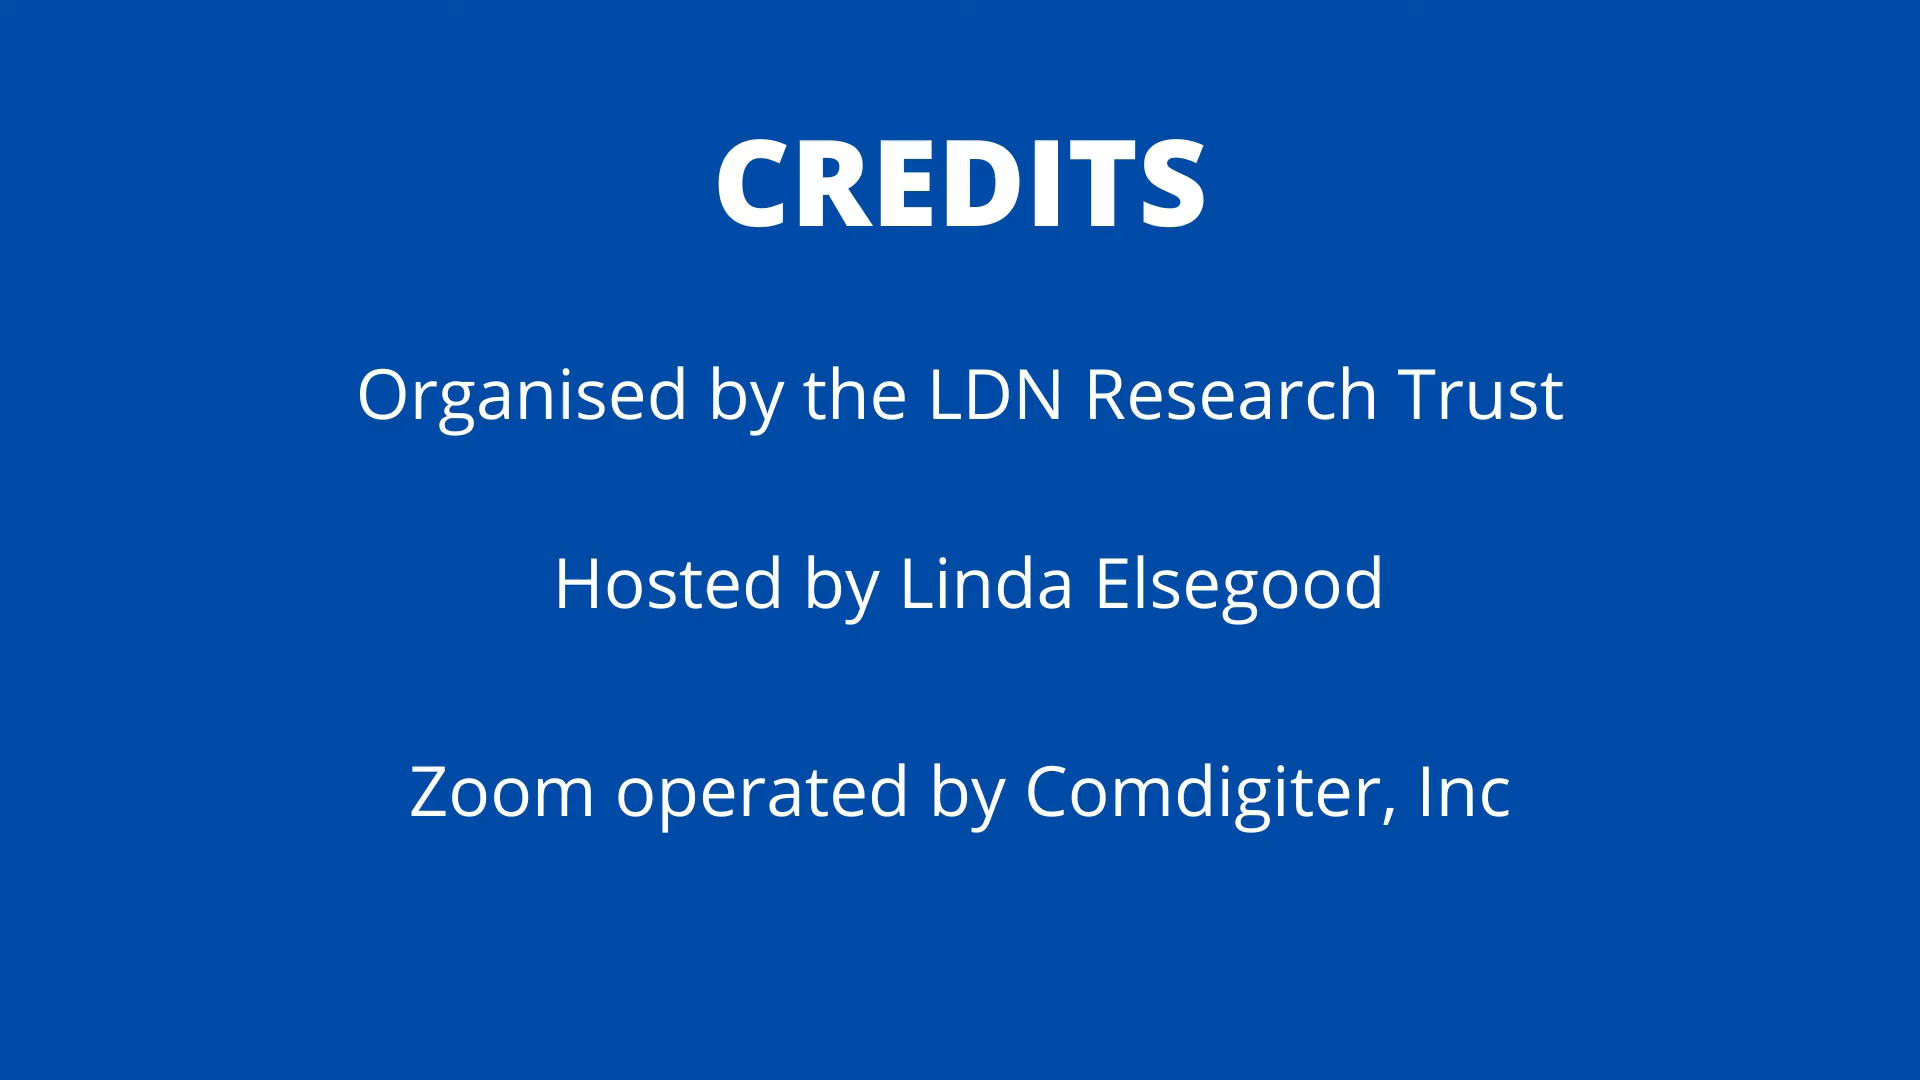 CREDITS
Organised by the LDN Research Trust
Hosted by Linda Elsegood
Zoom operated by Comdigiter, Inc